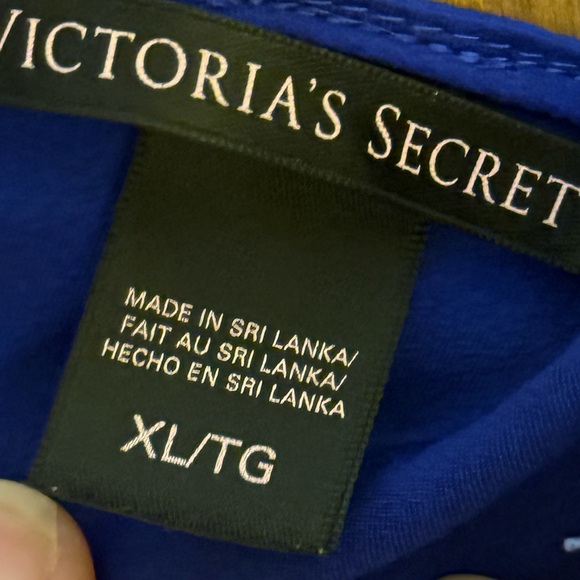 VICTORIA'S SECRET
MADE IN SRI LANKA/
FAIT AU SRI LANKA/
HECHO EN SRI LANKA
XL/TG